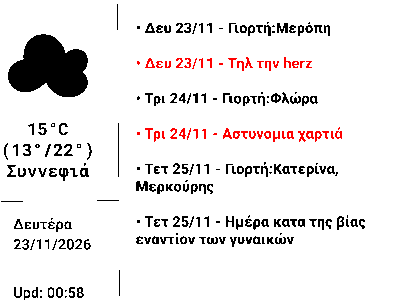 15°C
(13°/22°)
Συννεφιά
Δευτέρα
23/11/2026
Upd: 00:58
• Δευ 23/11 - Γιορτή:Μερόπη
• Δευ 23/11 - Τηλ την herz
• Τρι 24/11 - Γιορτή:Φλώρα
• Τρι 24/11 - Αστυνομια χαρτιά
• Τετ 25/11 - Γιορτή:Κατερίνα,
Μερκούρης
• Τετ 25/11 - Ημέρα κατα της βίας
εναντίον των γυναικών